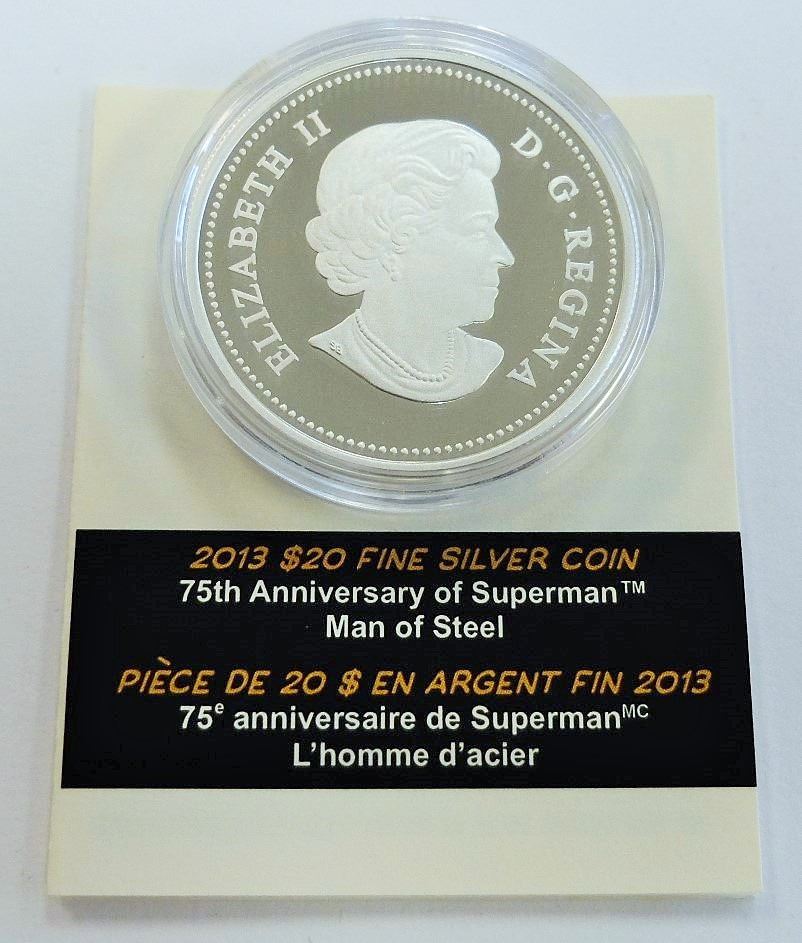 ELIZABETH II
D · G · REGINA
SB
2013 $20 FINE SILVER COIN
75th Anniversary of Superman™
Man of Steel
PIÈCE DE 20 $ EN ARGENT FIN 2013
75ᵉ anniversaire de Supermanᴹᶜ
L'homme d'acier